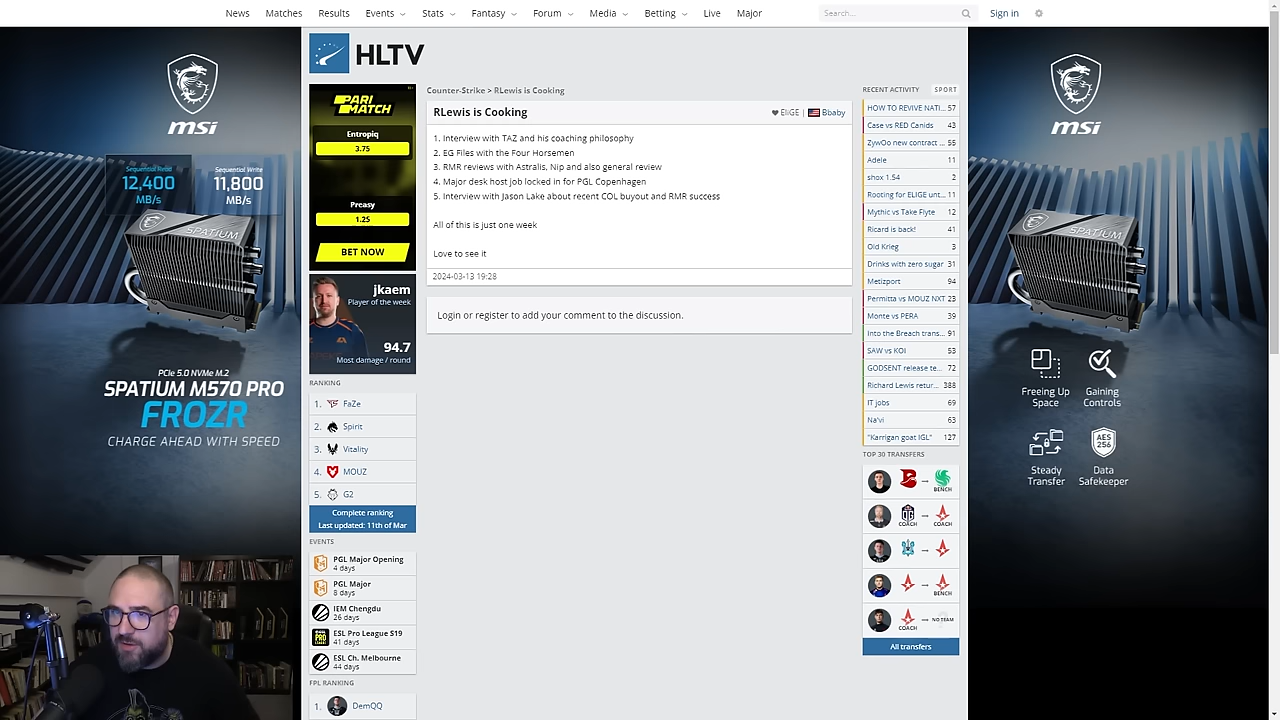 News
Matches
Results
Events
Stats
Fantasy
Forum
Media
Betting
Live
Major
Search...
Sign in
HLTV
msi
Sequential Read
12,400
MB/s
Sequential Write
11,800
MB/s
SPATIUM
PCIe 5.0 NVMe M.2
SPATIUM M570 PRO
FROZR
CHARGE AHEAD WITH SPEED
PARI
MATCH
Entropiq
3.75
Preasy
1.25
BET NOW
jkaem
Player of the week
94.7
Most damage / round
RANKING
1. FaZe
2. Spirit
3. Vitality
4. MOUZ
5. G2
Complete ranking
Last updated: 11th of Mar
EVENTS
PGL Major Opening
4 days
PGL Major
8 days
IEM Chengdu
26 days
ESL Pro League S19
41 days
ESL Ch. Melbourne
44 days
FPL RANKING
1. DemQQ
Counter-Strike > RLewis is Cooking
RLewis is Cooking
EliGE | Bbaby
1. Interview with TAZ and his coaching philosophy
2. EG Files with the Four Horsemen
3. RMR reviews with Astralis, Nip and also general review
4. Major desk host job locked in for PGL Copenhagen
5. Interview with Jason Lake about recent COL buyout and RMR success
All of this is just one week
Love to see it
2024-03-13 19:28
Login or register to add your comment to the discussion.
RECENT ACTIVITY SPORT
HOW TO REVIVE NATI... 57
Case vs RED Canids 43
ZywOo new contract ... 55
Adele 11
shox 1.54 2
Rooting for ELIGE unt... 11
Mythic vs Take Flyte 12
Ricard is back! 41
Old Krieg 3
Drinks with zero sugar 31
Metizport 94
Permitta vs MOUZ NXT 23
Monte vs PERA 39
Into the Breach trans... 91
SAW vs KOI 53
GODSENT release te... 72
Richard Lewis retur... 388
IT jobs 69
Na'vi 63
"Karrigan goat IGL" 127
TOP 30 TRANSFERS
BENCH
COACH COACH
BENCH
COACH NO TEAM
All transfers
msi
SPATIUM
Freeing Up
Space
Gaining
Controls
Steady
Transfer
AES
256
Data
Safekeeper